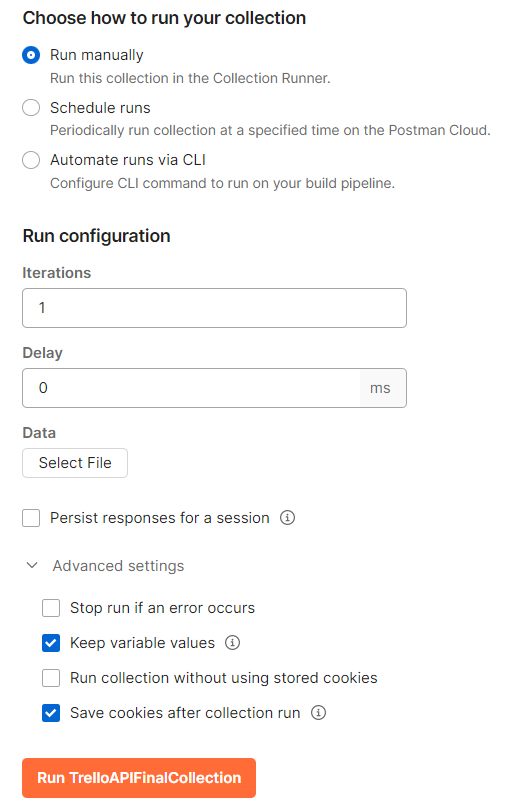 Choose how to run your collection
Run manually
Run this collection in the Collection Runner.
Schedule runs
Periodically run collection at a specified time on the Postman Cloud.
Automate runs via CLI
Configure CLI command to run on your build pipeline.
Run configuration
Iterations
1
Delay
0 ms
Data
Select File
Persist responses for a session
Advanced settings
Stop run if an error occurs
Keep variable values
Run collection without using stored cookies
Save cookies after collection run
Run TrelloAPIFinalCollection